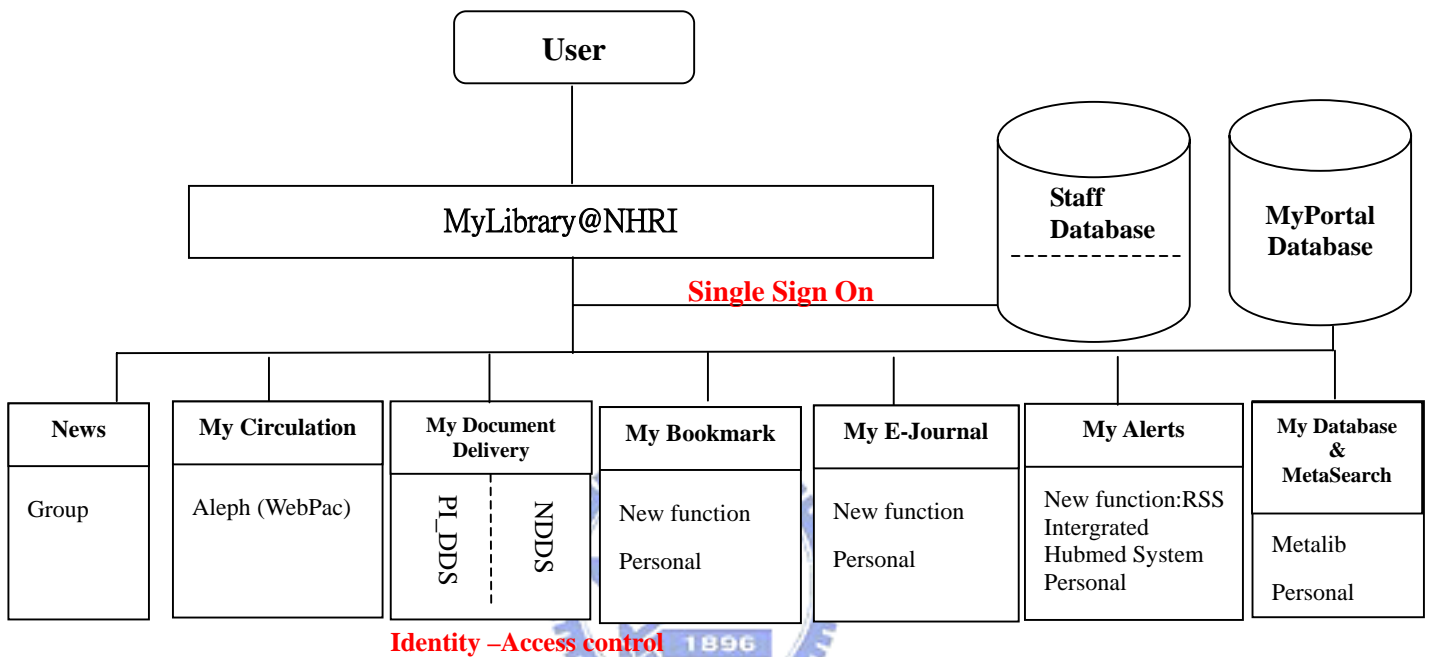 User
MyLibrary@NHRI
Staff
Database
MyPortal
Database
Single Sign On
News
Group
My Circulation
Aleph (WebPac)
My Document
Delivery
PI_DDS
NDDS
My Bookmark
New function
Personal
My E-Journal
New function
Personal
My Alerts
New function:RSS
Intergrated
Hubmed System
Personal
My Database
&
MetaSearch
Metalib
Personal
Identity –Access control
1896